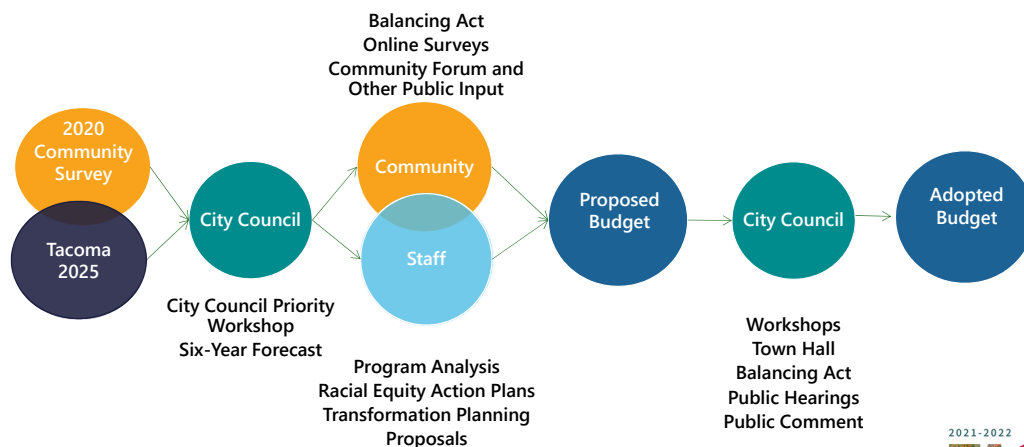 Balancing Act
Online Surveys
Community Forum and
Other Public Input
2020
Community
Survey
Tacoma
2025
City Council
City Council Priority
Workshop
Six-Year Forecast
Community
Staff
Program Analysis
Racial Equity Action Plans
Transformation Planning
Proposals
Proposed
Budget
City Council
Workshops
Town Hall
Balancing Act
Public Hearings
Public Comment
Adopted
Budget
2021-2022